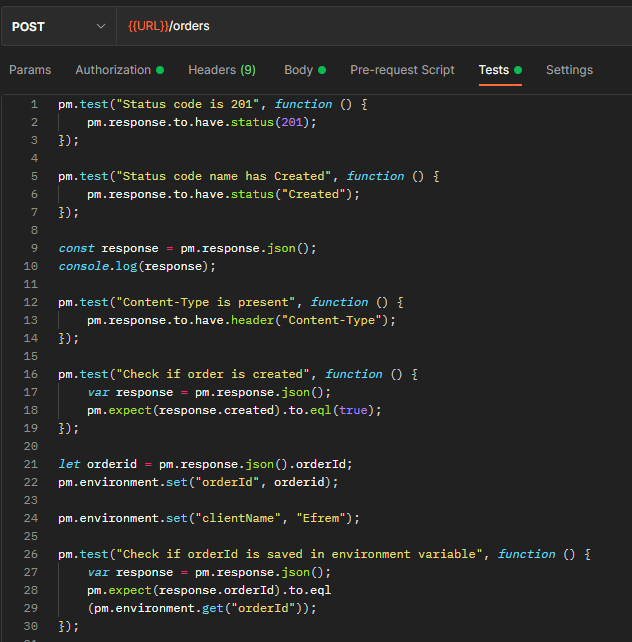 POST {{URL}}/orders
Params Authorization Headers (9) Body Pre-request Script Tests Settings
1 pm.test("Status code is 201", function () {
2 pm.response.to.have.status(201);
3 });
4
5 pm.test("Status code name has Created", function () {
6 pm.response.to.have.status("Created");
7 });
8
9 const response = pm.response.json();
10 console.log(response);
11
12 pm.test("Content-Type is present", function () {
13 pm.response.to.have.header("Content-Type");
14 });
15
16 pm.test("Check if order is created", function () {
17 var response = pm.response.json();
18 pm.expect(response.created).to.eql(true);
19 });
20
21 let orderid = pm.response.json().orderId;
22 pm.environment.set("orderId", orderid);
23
24 pm.environment.set("clientName", "Efrem");
25
26 pm.test("Check if orderId is saved in environment variable", function () {
27 var response = pm.response.json();
28 pm.expect(response.orderId).to.eql
29 (pm.environment.get("orderId"));
30 });